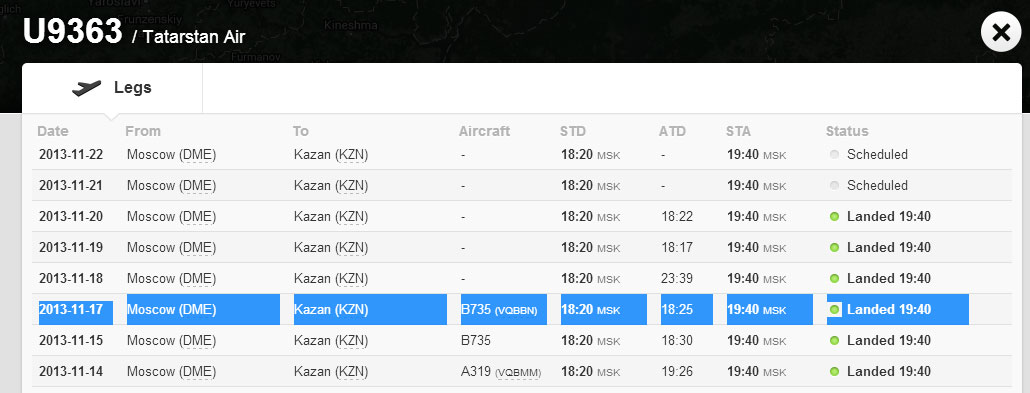 Yaroslavl
Yuryevets
Frunzenskiy
Kineshma
Furmanov
U9363 / Tatarstan Air
Legs
Date From To Aircraft STD ATD STA Status
2013-11-22 Moscow (DME) Kazan (KZN) - 18:20 MSK - 19:40 MSK Scheduled
2013-11-21 Moscow (DME) Kazan (KZN) - 18:20 MSK - 19:40 MSK Scheduled
2013-11-20 Moscow (DME) Kazan (KZN) - 18:20 MSK 18:22 19:40 MSK Landed 19:40
2013-11-19 Moscow (DME) Kazan (KZN) - 18:20 MSK 18:17 19:40 MSK Landed 19:40
2013-11-18 Moscow (DME) Kazan (KZN) - 18:20 MSK 23:39 19:40 MSK Landed 19:40
2013-11-17 Moscow (DME) Kazan (KZN) B735 (VQBBN) 18:20 MSK 18:25 19:40 MSK Landed 19:40
2013-11-15 Moscow (DME) Kazan (KZN) B735 18:20 MSK 18:30 19:40 MSK Landed 19:40
2013-11-14 Moscow (DME) Kazan (KZN) A319 (VQBMM) 18:20 MSK 19:26 19:40 MSK Landed 19:40